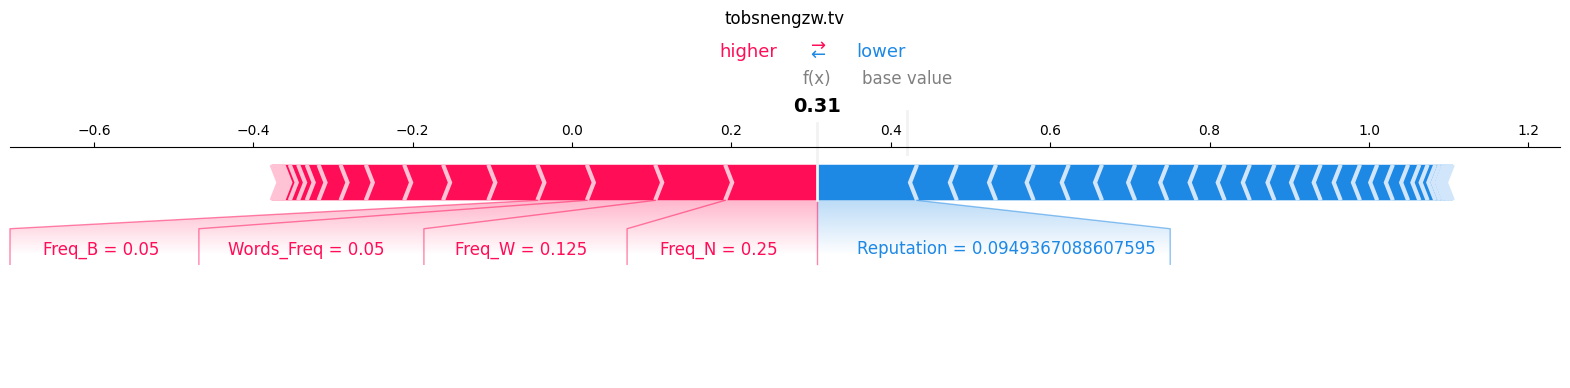 tobsnengzw.tv
higher → ← lower
f(x) base value
0.31
−0.6 −0.4 −0.2 0.0 0.2 0.4 0.6 0.8 1.0 1.2
Freq_B = 0.05 Words_Freq = 0.05 Freq_W = 0.125 Freq_N = 0.25 Reputation = 0.0949367088607595